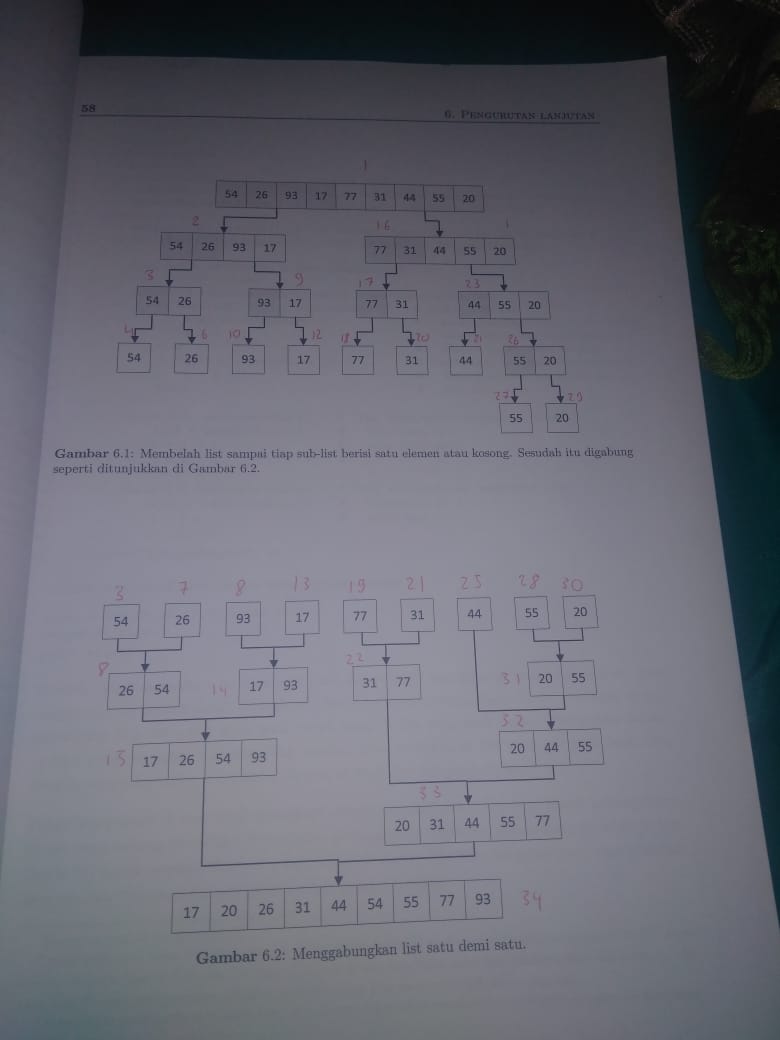 58
6. PENGURUTAN LANJUTAN
1
54 26 93 17 77 31 44 55 20
2 16 1
54 26 93 17 77 31 44 55 20
3 9 17 23
54 26 93 17 77 31 44 55 20
4 6 10 12 18 20 21 26
54 26 93 17 77 31 44 55 20
27 29
55 20
Gambar 6.1: Membelah list sampai tiap sub-list berisi satu elemen atau kosong. Sesudah itu digabung
seperti ditunjukkan di Gambar 6.2.
3 7 8 13 19 21 25 28 30
54 26 93 17 77 31 44 55 20
8 14 22 31
26 54 17 93 31 77 20 55
32
20 44 55
15 17 26 54 93
33
20 31 44 55 77
17 20 26 31 44 54 55 77 93 34
Gambar 6.2: Menggabungkan list satu demi satu.